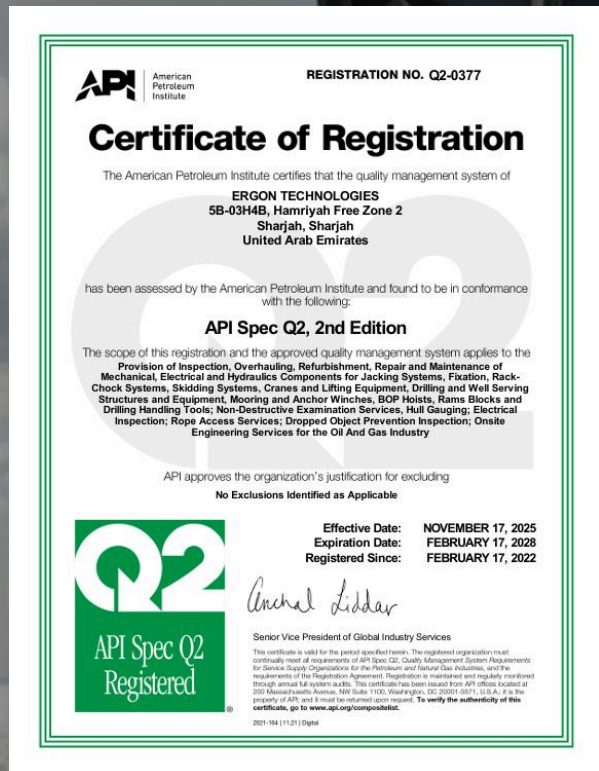 API
American
Petroleum
Institute
REGISTRATION NO. Q2-0377
Certificate of Registration
The American Petroleum Institute certifies that the quality management system of
ERGON TECHNOLOGIES
5B-03H4B, Hamriyah Free Zone 2
Sharjah, Sharjah
United Arab Emirates
has been assessed by the American Petroleum Institute and found to be in conformance
with the following:
API Spec Q2, 2nd Edition
The scope of this registration and the approved quality management system applies to the
Provision of Inspection, Overhauling, Refurbishment, Repair and Maintenance of
Mechanical, Electrical and Hydraulics Components for Jacking Systems, Fixation, Rack-
Chock Systems, Skidding Systems, Cranes and Lifting Equipment, Drilling and Well Serving
Structures and Equipment, Mooring and Anchor Winches, BOP Hoists, Rams Blocks and
Drilling Handling Tools; Non-Destructive Examination Services, Hull Gauging; Electrical
Inspection; Rope Access Services; Dropped Object Prevention Inspection; Onsite
Engineering Services for the Oil And Gas Industry
API approves the organization's justification for excluding
No Exclusions Identified as Applicable
Effective Date: NOVEMBER 17, 2025
Expiration Date: FEBRUARY 17, 2028
Registered Since: FEBRUARY 17, 2022
Q2
API Spec Q2
Registered
®
Anchal Liddar
Senior Vice President of Global Industry Services
This certificate is valid for the period specified herein. The registered organization must
continually meet all requirements of API Spec Q2, Quality Management System Requirements
for Service Supply Organizations for the Petroleum and Natural Gas Industries, and the
requirements of the Registration Agreement. Registration is maintained and regularly monitored
through annual full system audits. This certificate has been issued from API offices located at
200 Massachusetts Avenue, NW Suite 1100, Washington, DC 20001-5571, U.S.A.; it is the
property of API, and it must be returned upon request. To verify the authenticity of this
certificate, go to www.api.org/compositelist.
2021-164 | 11.21 | Digital
Q2